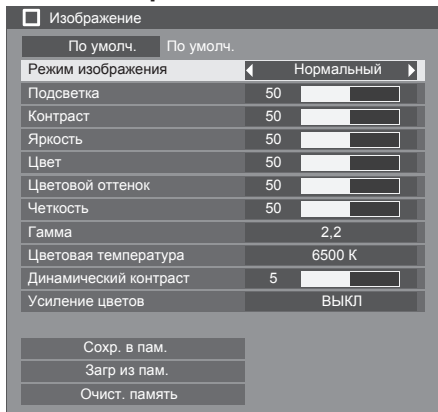 Изображение
По умолч. По умолч.
Режим изображения Нормальный
Подсветка 50
Контраст 50
Яркость 50
Цвет 50
Цветовой оттенок 50
Четкость 50
Гамма 2,2
Цветовая температура 6500 К
Динамический контраст 5
Усиление цветов ВЫКЛ
Сохр. в пам.
Загр из пам.
Очист. память